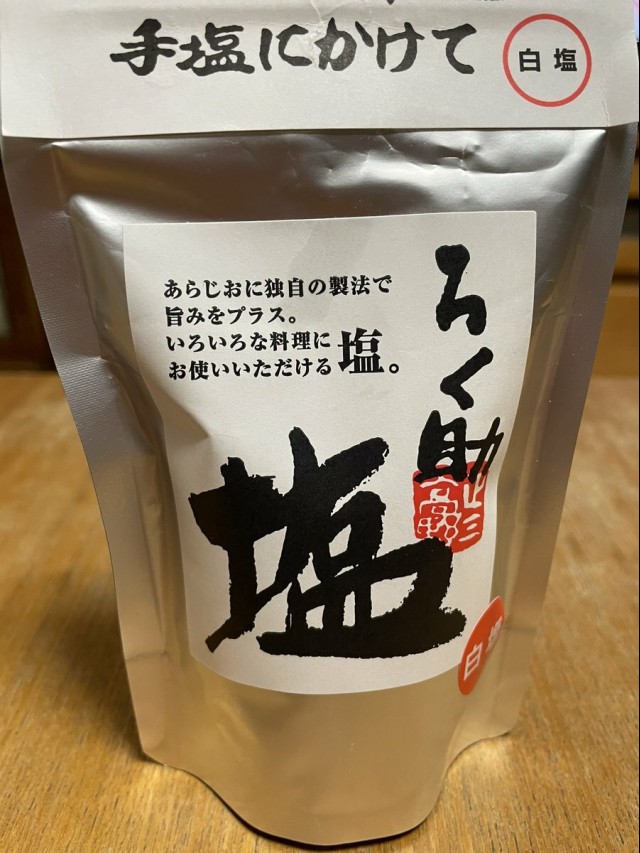 手塩にかけて
白塩
あらじおに独自の製法で
旨みをプラス。
いろいろな料理に
お使いいただける
塩。
ろく助
塩
白塩